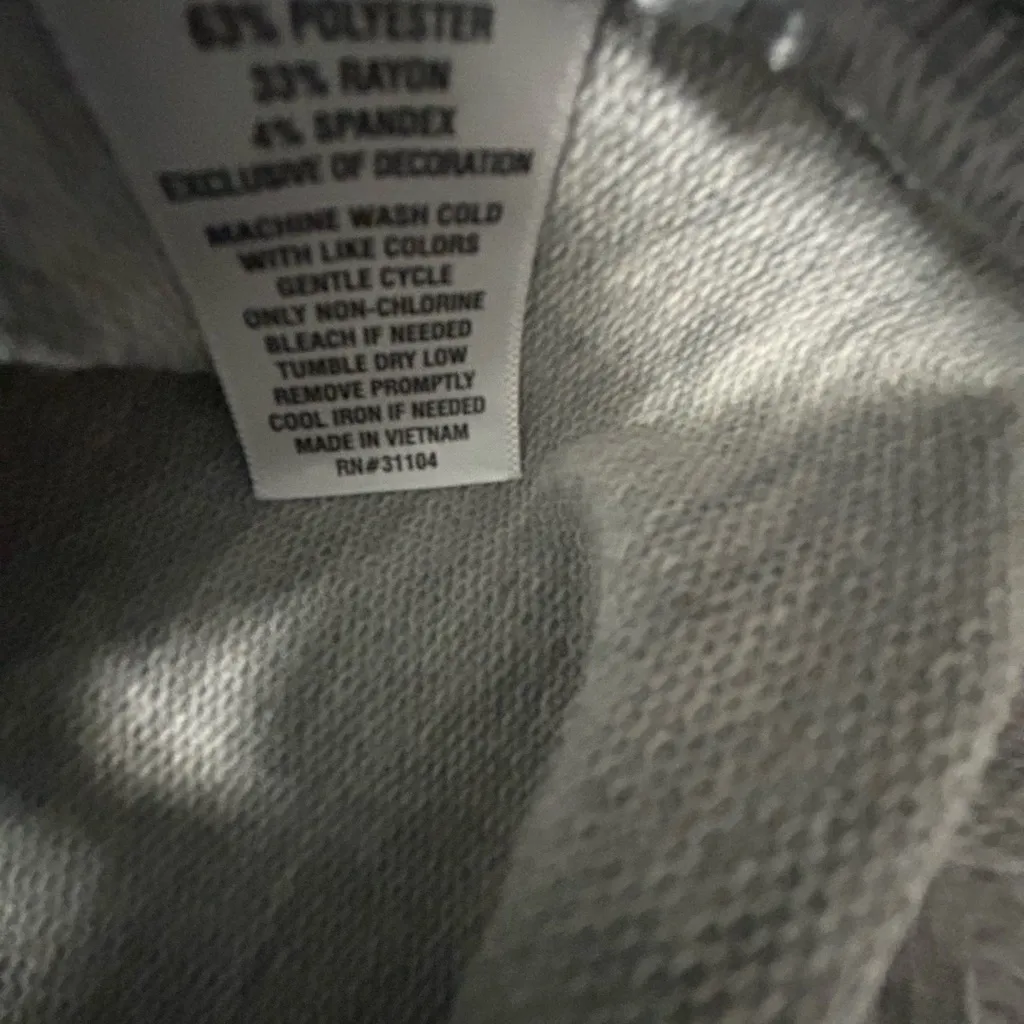 63% POLYESTER
33% RAYON
4% SPANDEX
EXCLUSIVE OF DECORATION
MACHINE WASH COLD
WITH LIKE COLORS
GENTLE CYCLE
ONLY NON-CHLORINE
BLEACH IF NEEDED
TUMBLE DRY LOW
REMOVE PROMPTLY
COOL IRON IF NEEDED
MADE IN VIETNAM
RN#31104